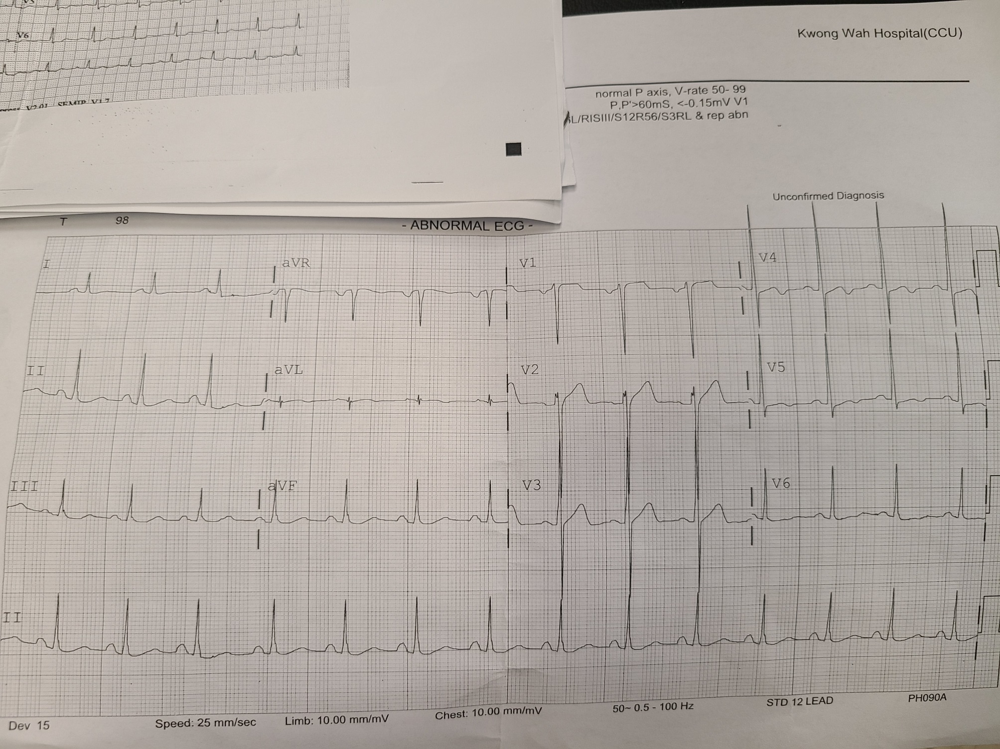 V6
Kwong Wah Hospital(CCU)
normal P axis, V-rate 50- 99
P,P'>60mS, <-0.15mV V1
L/RISIII/S12R56/S3RL & rep abn
Unconfirmed Diagnosis
T 98
- ABNORMAL ECG -
I aVR V1 V4
II aVL V2 V5
III aVF V3 V6
II
Dev 15 Speed: 25 mm/sec Limb: 10.00 mm/mV Chest: 10.00 mm/mV 50~ 0.5 - 100 Hz STD 12 LEAD PH090A